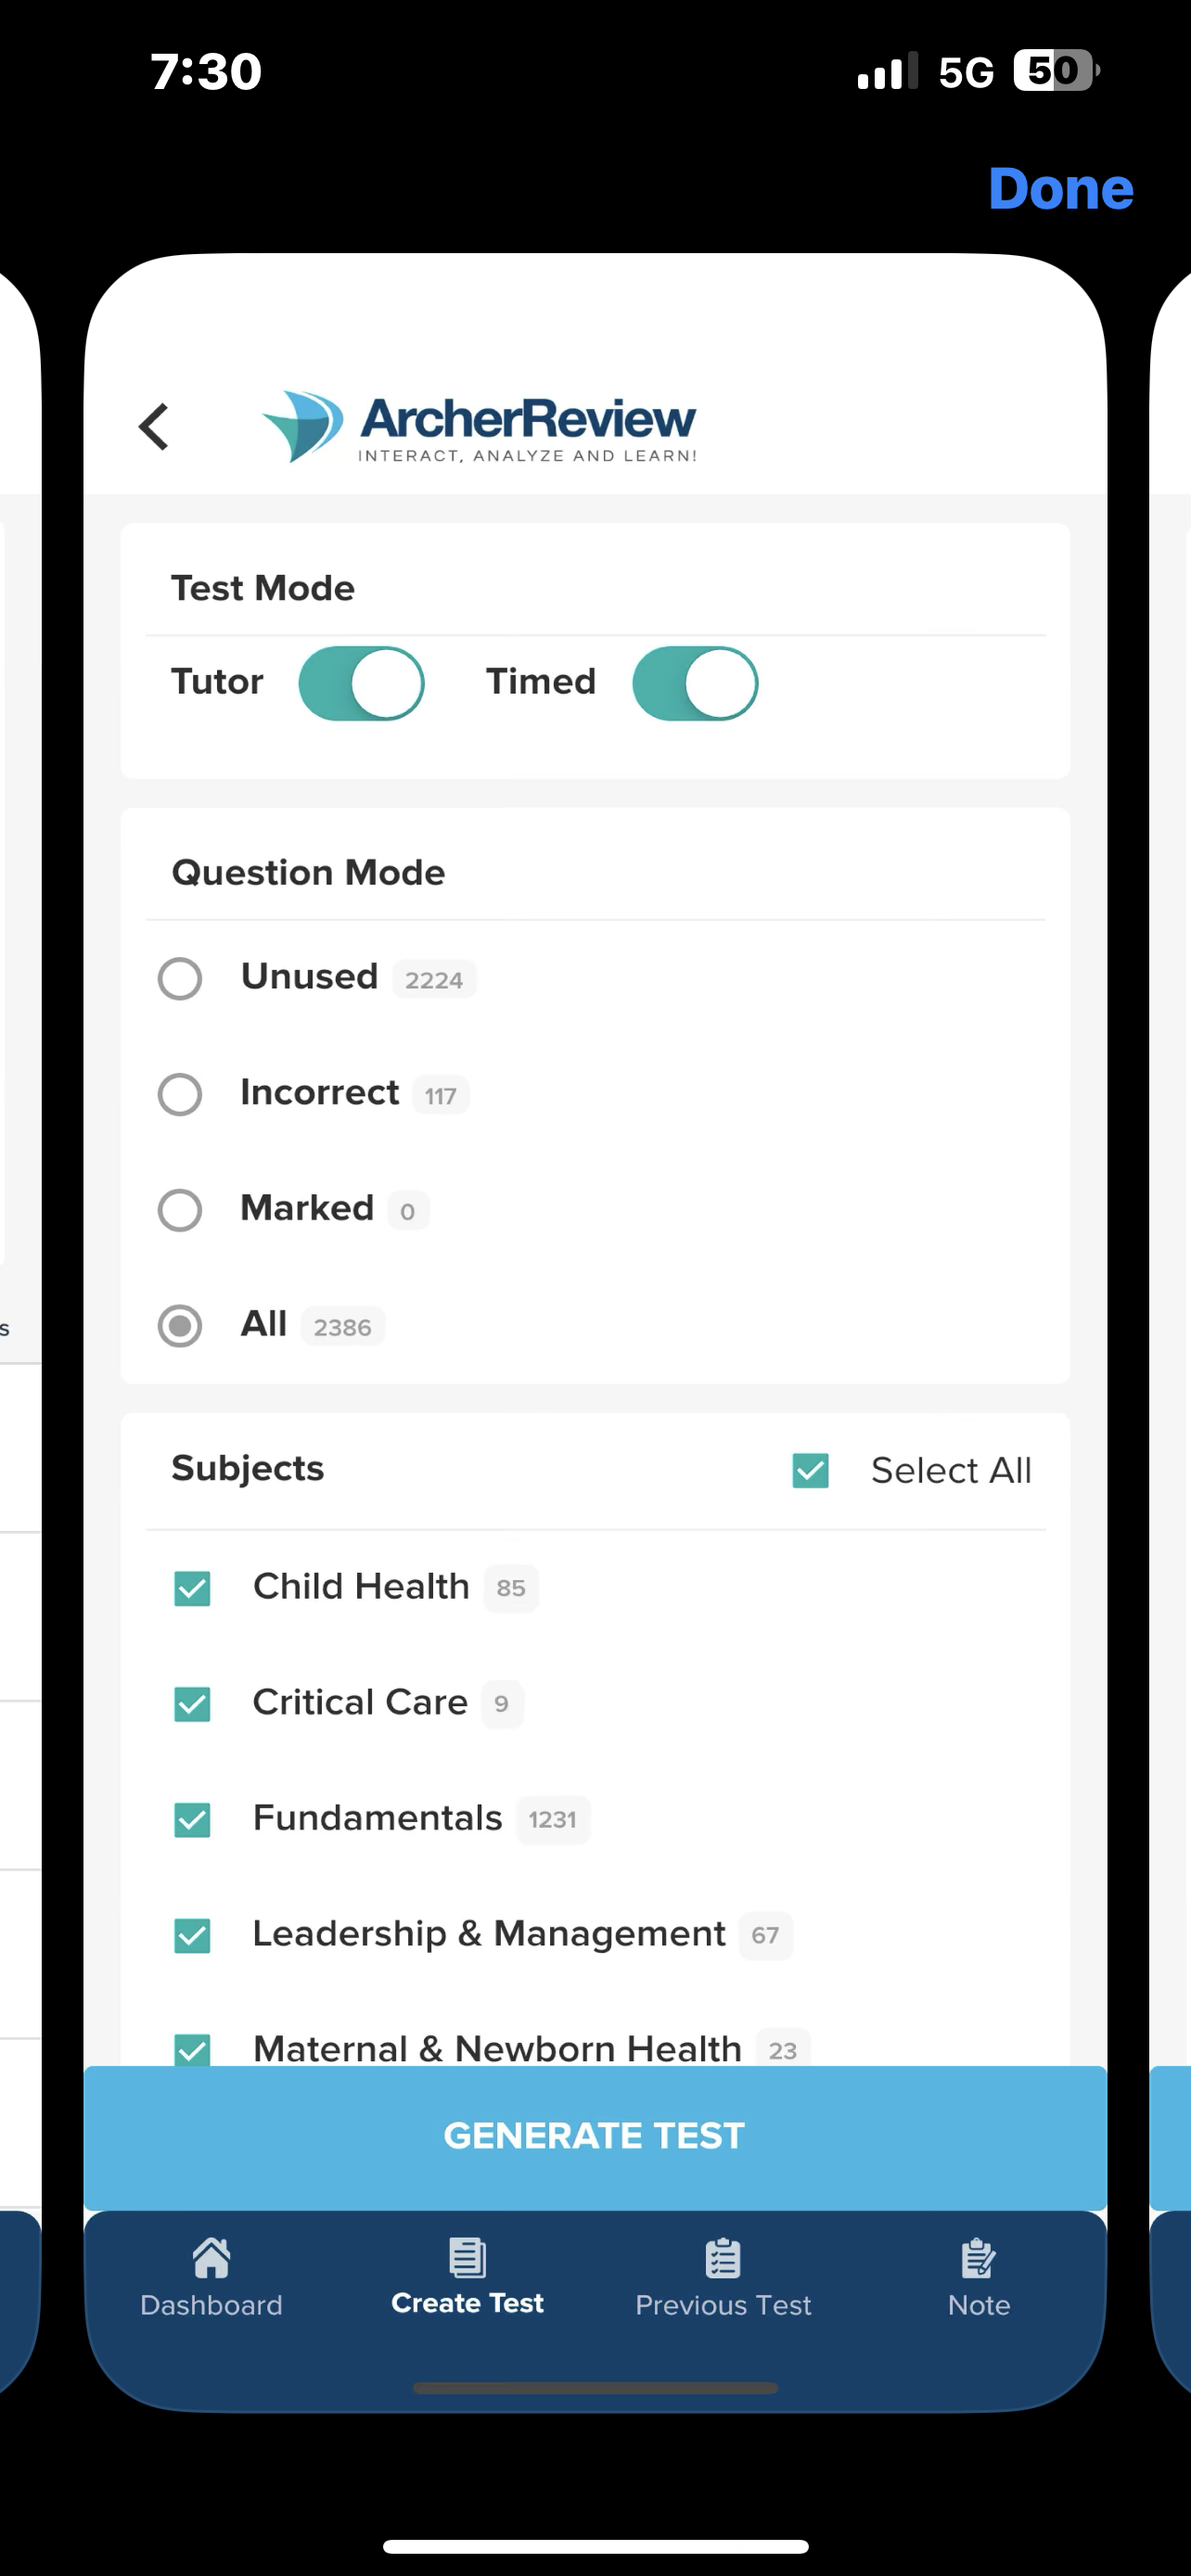 7:30
5G 50
Done
ArcherReview
INTERACT, ANALYZE AND LEARN!
Test Mode
Tutor Timed
Question Mode
Unused 2224
Incorrect 117
Marked 0
All 2386
s
Subjects Select All
Child Health 85
Critical Care 9
Fundamentals 1231
Leadership & Management 67
Maternal & Newborn Health 23
GENERATE TEST
Dashboard Create Test Previous Test Note